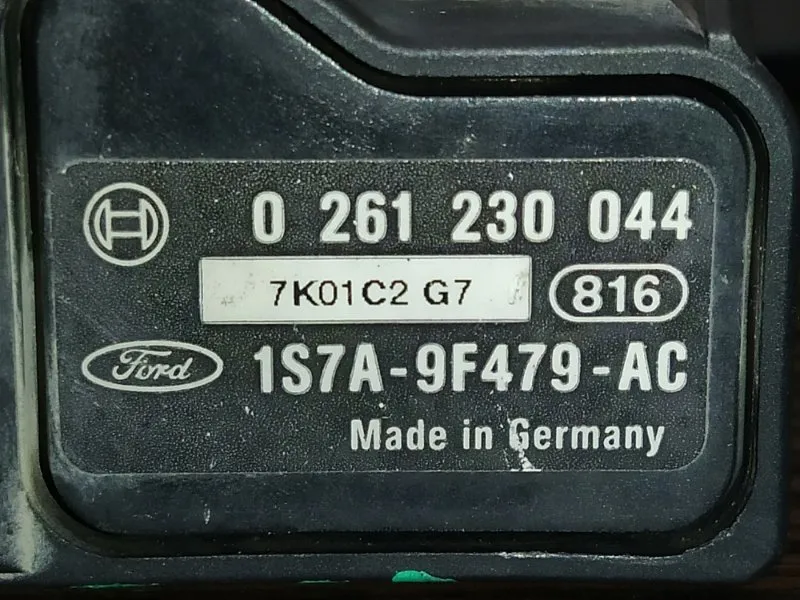 0 261 230 044
7K01C2 G7 816
Ford 1S7A-9F479-AC
Made in Germany